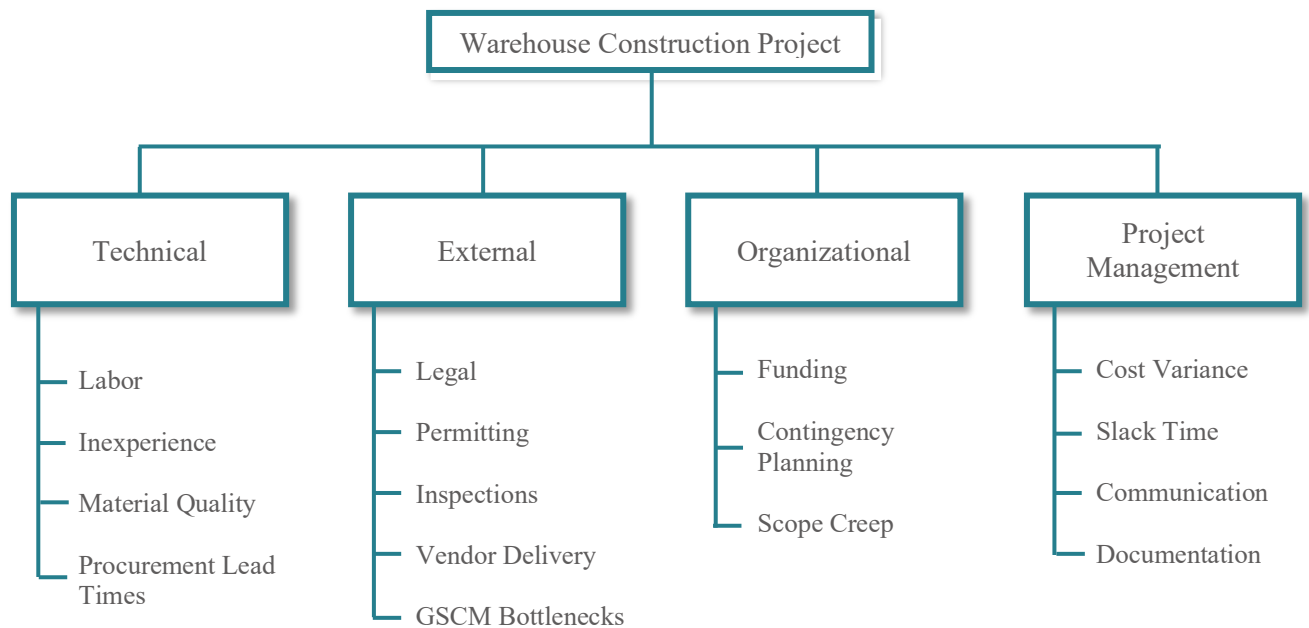 Warehouse Construction Project
Technical
External
Organizational
Project
Management
Labor
Inexperience
Material Quality
Procurement Lead
Times
Legal
Permitting
Inspections
Vendor Delivery
GSCM Bottlenecks
Funding
Contingency
Planning
Scope Creep
Cost Variance
Slack Time
Communication
Documentation